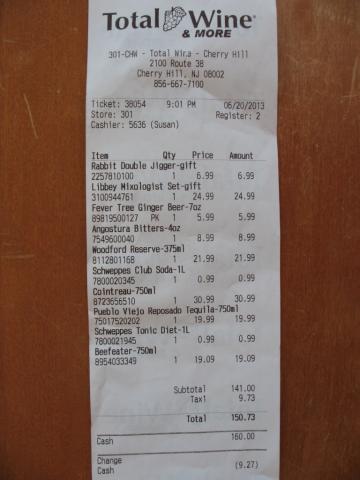 Total Wine
& MORE
301-CHW - Total Wine - Cherry Hill
2100 Route 38
Cherry Hill, NJ 08002
856-667-7100
Ticket: 38054 9:01 PM 06/20/2013
Store: 301 Register: 2
Cashier: 5636 (Susan)
Item Qty Price Amount
Rabbit Double Jigger-gift
2257810100 1 6.99 6.99
Libbey Mixologist Set-gift
3100944761 1 24.99 24.99
Fever Tree Ginger Beer-7oz
89819500127 PK 1 5.99 5.99
Angostura Bitters-4oz
7549600040 1 8.99 8.99
Woodford Reserve-375ml
8112801168 1 21.99 21.99
Schweppes Club Soda-1L
7800020345 1 0.99 0.99
Cointreau-750ml
8723656510 1 30.99 30.99
Pueblo Viejo Reposado Tequila-750ml
75017520202 1 19.99 19.99
Schweppes Tonic Diet-1L
7800021945 1 0.99 0.99
Beefeater-750ml
8954033349 1 19.09 19.09
Subtotal 141.00
Tax1 9.73
Total 150.73
Cash 160.00
Change
Cash (9.27)